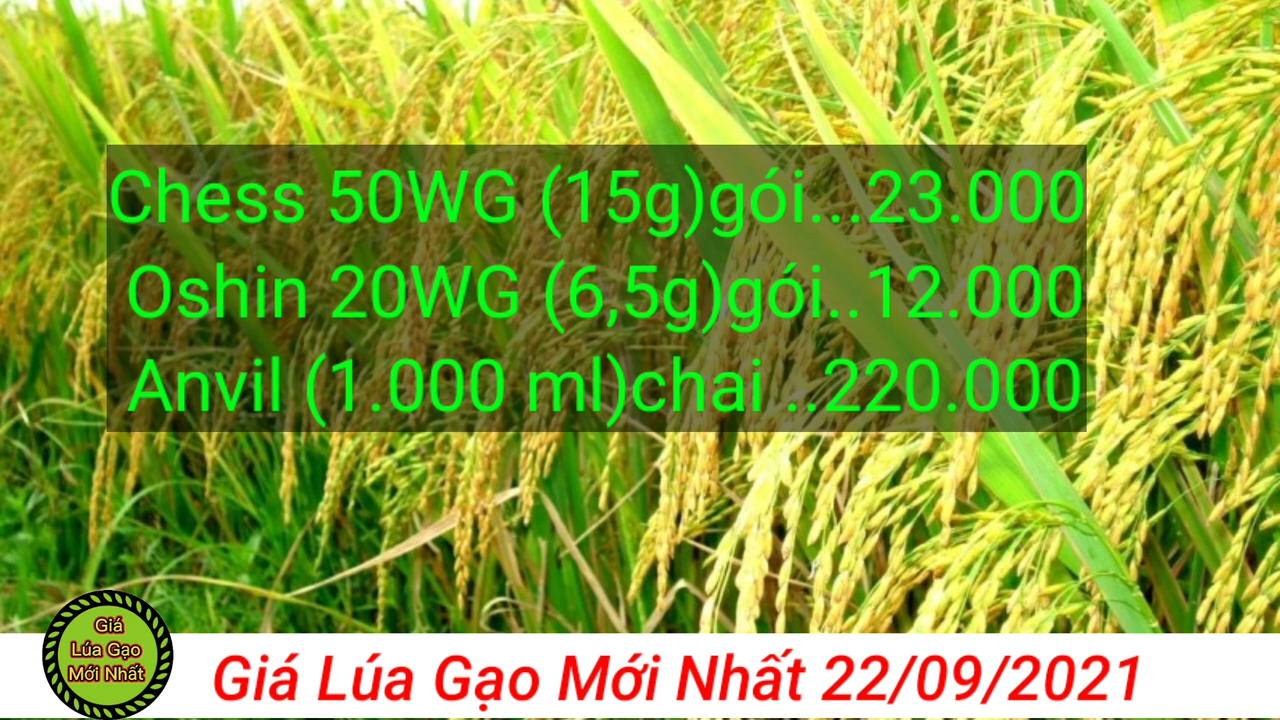 Chess 50WG (15g)gói...23.000
Oshin 20WG (6,5g)gói..12.000
Anvil (1.000 ml)chai ..220.000
Giá
Lúa Gạo
Mới Nhất
Giá Lúa Gạo Mới Nhất 22/09/2021